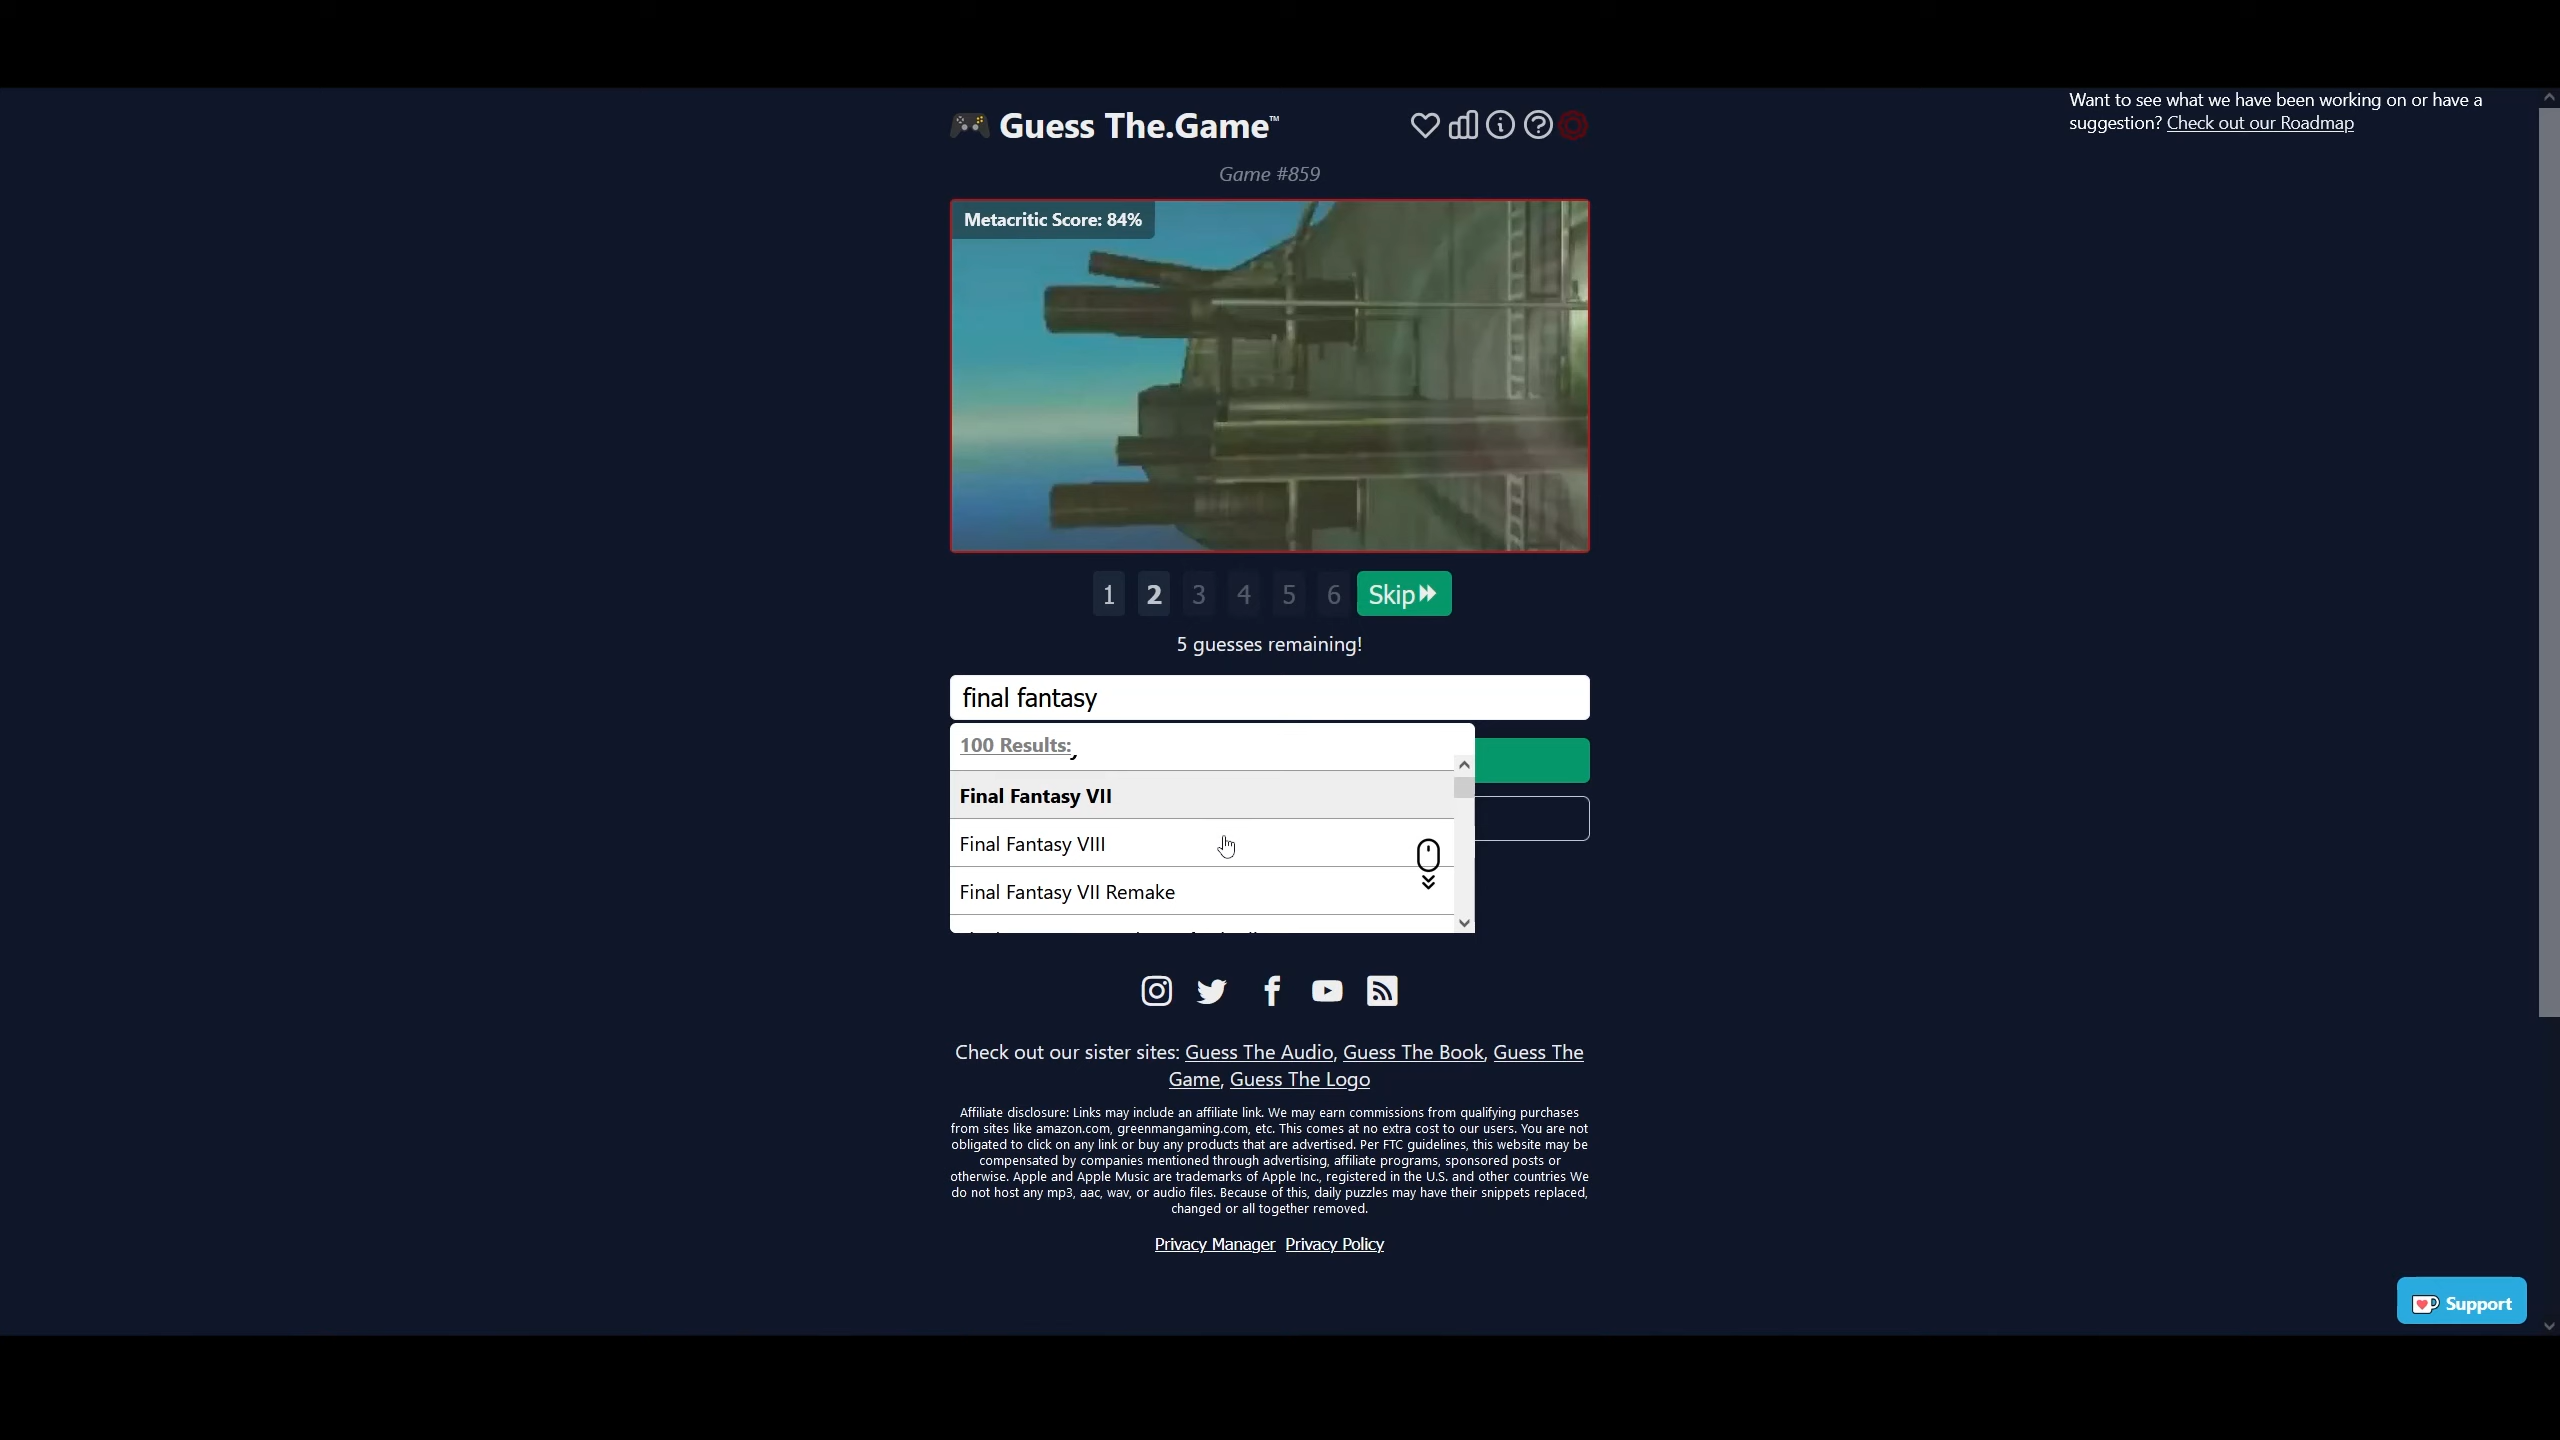 Want to see what we have been working on or have a
suggestion? Check out our Roadmap
Guess The.Game™
Game #859
Metacritic Score: 84%
1 2 3 4 5 6 Skip
5 guesses remaining!
final fantasy
100 Results:
Final Fantasy VII
Final Fantasy VIII
Final Fantasy VII Remake
Check out our sister sites: Guess The Audio, Guess The Book, Guess The
Game, Guess The Logo
Affiliate disclosure: Links may include an affiliate link. We may earn commissions from qualifying purchases
from sites like amazon.com, greenmangaming.com, etc. This comes at no extra cost to our users. You are not
obligated to click on any link or buy any products that are advertised. Per FTC guidelines, this website may be
compensated by companies mentioned through advertising, affiliate programs, sponsored posts or
otherwise. Apple and Apple Music are trademarks of Apple Inc., registered in the U.S. and other countries We
do not host any mp3, aac, wav, or audio files. Because of this, daily puzzles may have their snippets replaced,
changed or all together removed.
Privacy Manager Privacy Policy
Support